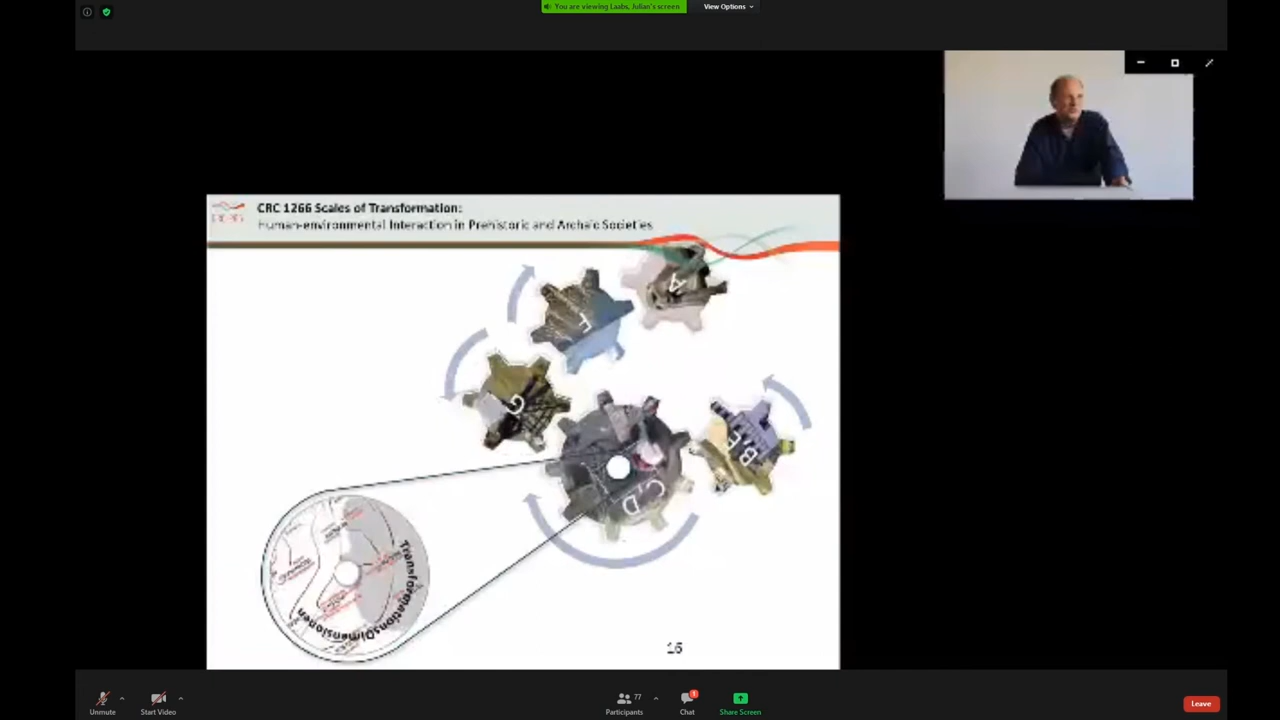 You are viewing Laabs, Julian's screen
View Options
CRC 1266 Scales of Transformation:
Human-environmental Interaction in Prehistoric and Archaic Societies
A
F
G
B,E
C,D
TransformationsDimensionen
16
Unmute
Start Video
77
Participants
1
Chat
Share Screen
Leave